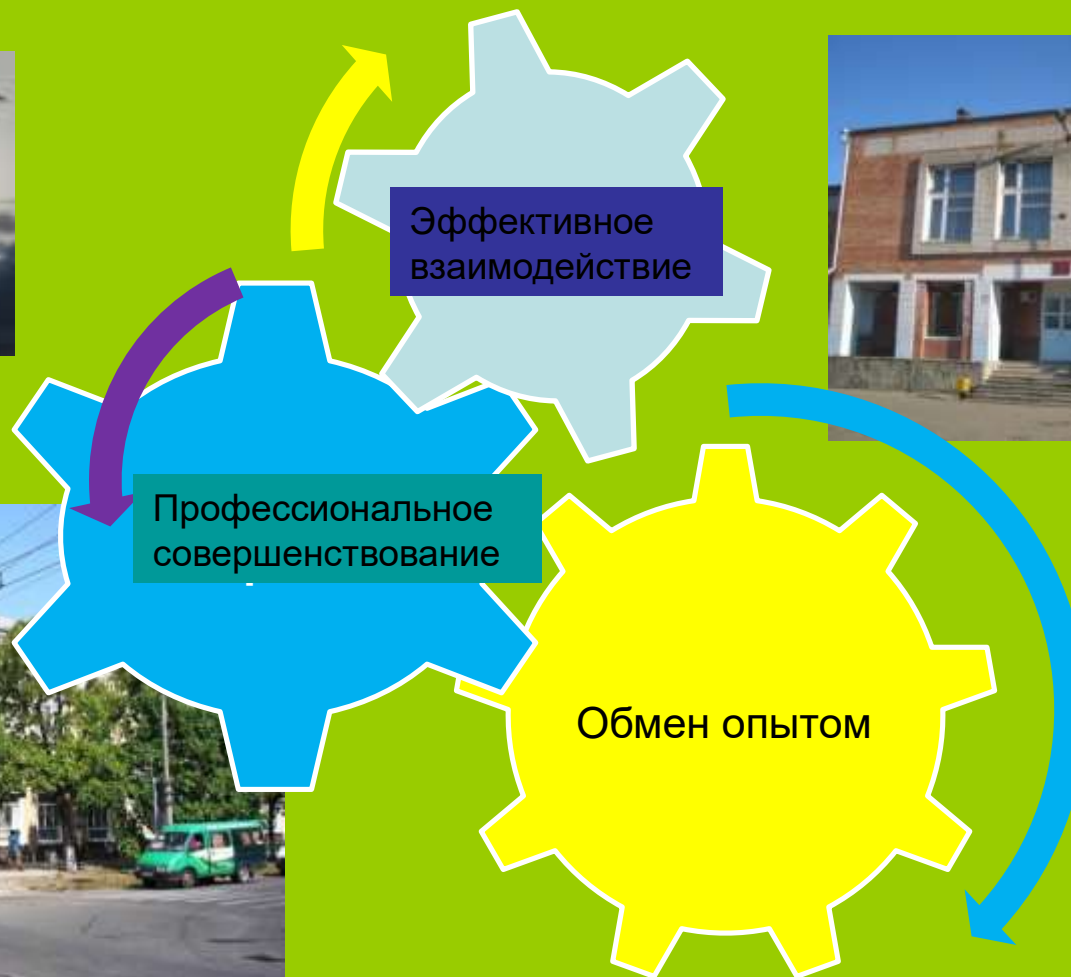 Эффективное
взаимодействие
Профессиональное
совершенствование
Обмен опытом